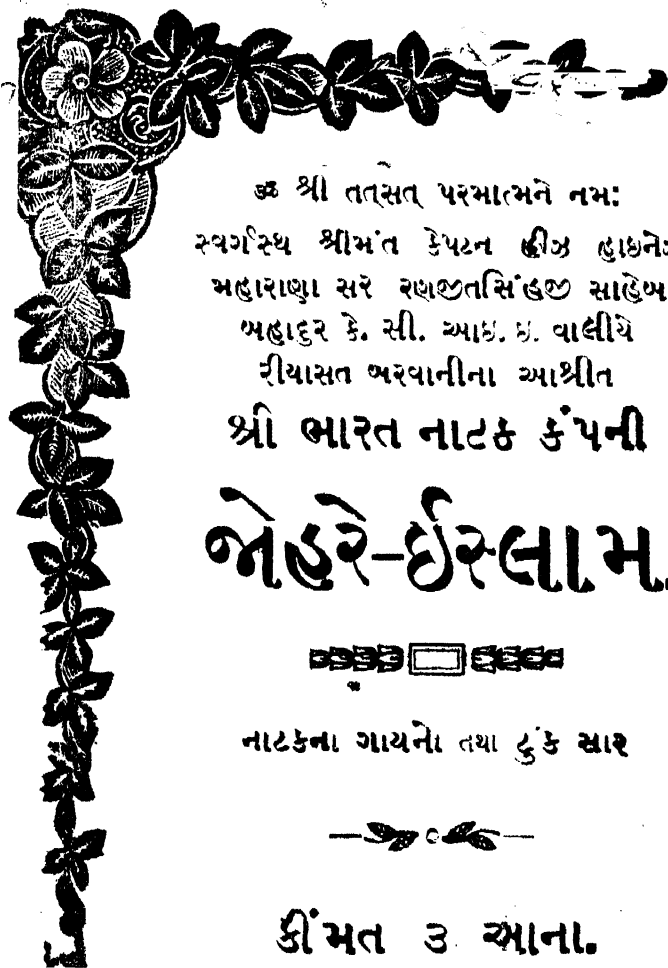 ૐ શ્રી તત્સત્ પરમાત્મને નમઃ
સ્વર્ગસ્થ શ્રીમંત કેપટન હીઝ હાઇનેસ
મહારાણા સર રણજીતસિંહજી સાહેબ
બહાદુર કે. સી. આઇ. ઇ. વાલીયે
રીયાસત બરવાનીના આશ્રીત
શ્રી ભારત નાટક કંપની
જોહરે–ઈસ્લામ.
નાટકના ગાયનો તથા ટુંક સાર
કીંમત ૩ આના.